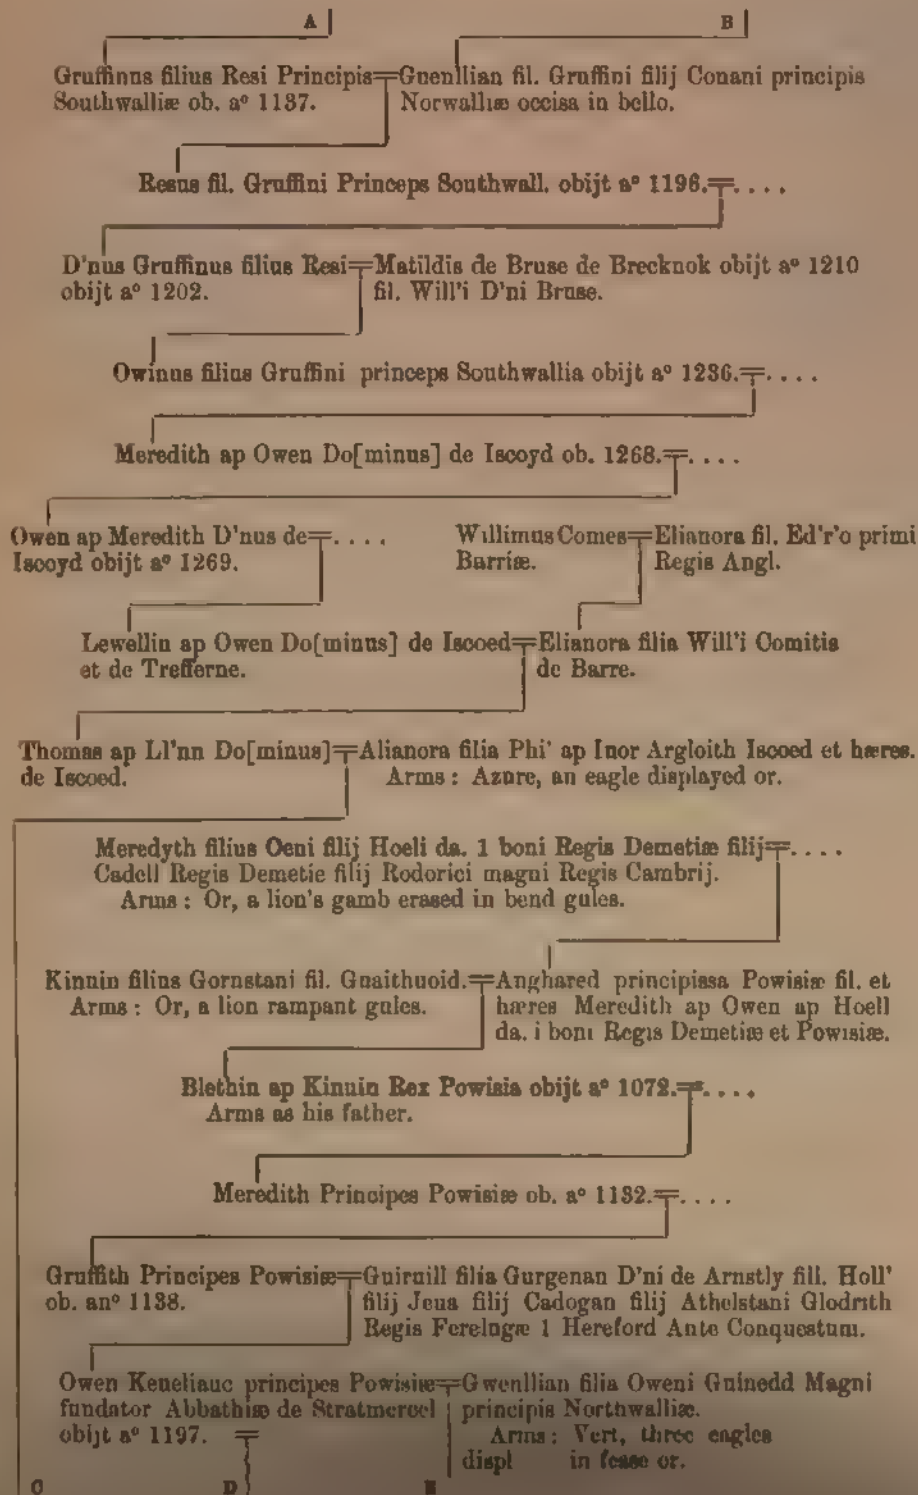 A B
Gruffinus filius Resi Principis Guenllian fil. Gruffini filij Conani principis
Southwalliæ ob. aº 1137. Norwalliæ occisa in bello.
Resus fil. Gruffini Princeps Southwall. obijt aº 1196. ....
D'nus Gruffinus filius Resi Matildis de Bruse de Brecknok obijt aº 1210
obijt aº 1202. fil. Will'i D'ni Bruse.
Owinus filius Gruffini princeps Southwallia obijt aº 1236. ....
Meredith ap Owen Do[minus] de Iscoyd ob. 1268. ....
Owen ap Meredith D'nus de .... Willimus Comes Elianora fil. Ed'r'o primi
Iscoyd obijt aº 1269. Barriæ. Regis Angl.
Lewellin ap Owen Do[minus] de Iscoed Elianora filia Will'i Comitis
et de Trefferne. de Barre.
Thomas ap Ll'nn Do[minus] Alianora filia Phi' ap Inor Argloith Iscoed et hæres.
de Iscoed. Arms: Azure, an eagle displayed or.
Meredyth filius Oeni filij Hoeli da. 1 boni Regis Demetiæ filij ....
Cadell Regis Demetie filij Rodorici magni Regis Cambrij.
Arms: Or, a lion's gamb erased in bend gules.
Kinuin filius Gornstani fil. Guaithuoid. Anghared principissa Powisiæ fil. et
Arms: Or, a lion rampant gules. hæres Meredith ap Owen ap Hoell
da. i boni Regis Demetiæ et Powisiæ.
Blethin ap Kinuin Rex Powisia obijt aº 1072. ....
Arms as his father.
Meredith Principes Powisiæ ob. aº 1132. ....
Gruffith Principes Powisiæ Guiruill filia Gurgenan D'ni de Arnstly fill. Holl'
ob. anº 1138. filij Jeua filij Cadogan filij Athelstani Glodrith
Regis Ferelugæ 1 Hereford Ante Conquestum.
Owen Keueliauc principes Powisiæ Gwenllian filia Oweni Guinedd Magni
fundator Abbathiæ de Stratmercel principis Northwalliæ.
obijt aº 1197. Arms: Vert, three eagles
displ in fesse or.
C D E